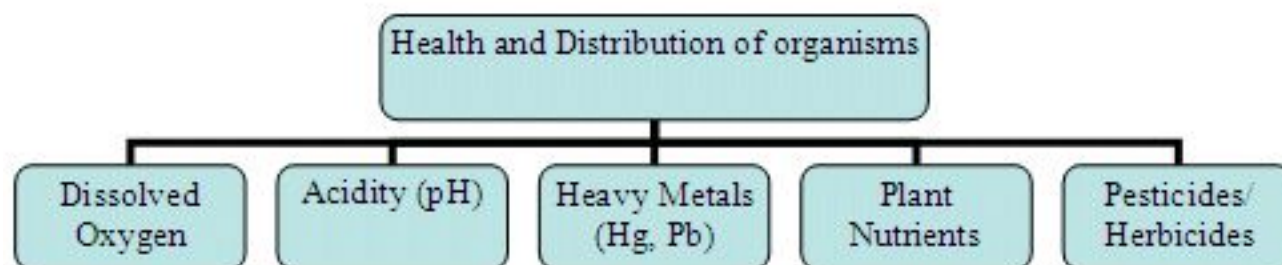 Health and Distribution of organisms
Dissolved
Oxygen
Acidity (pH)
Heavy Metals
(Hg, Pb)
Plant
Nutrients
Pesticides/
Herbicides